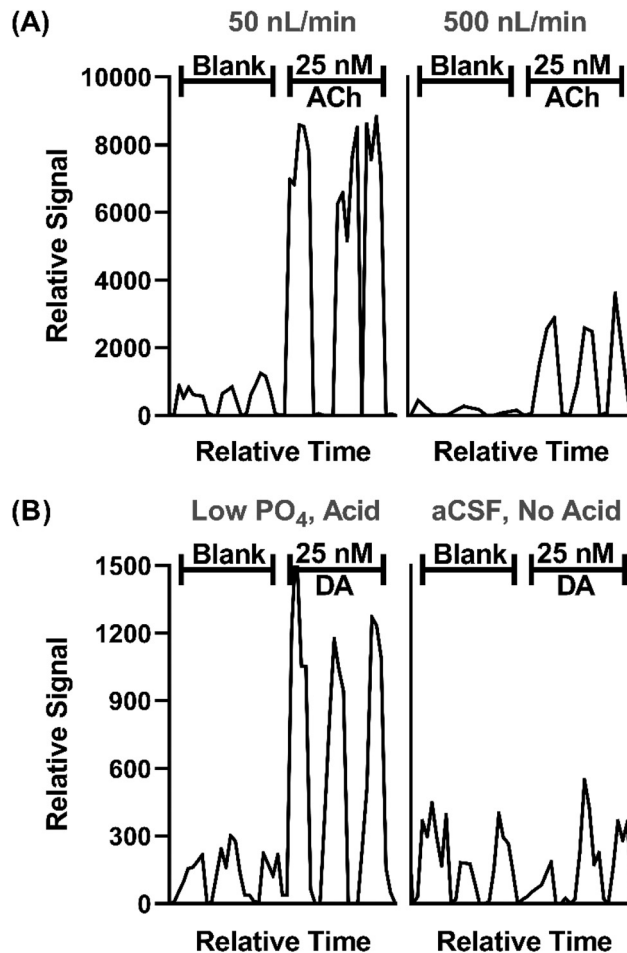 (A) 50 nL/min 500 nL/min
Blank 25 nM Blank 25 nM
ACh ACh
10000
8000
6000
4000
2000
0
Relative Signal
Relative Time Relative Time
(B) Low PO₄, Acid aCSF, No Acid
Blank 25 nM Blank 25 nM
DA DA
1500
1200
900
600
300
0
Relative Signal
Relative Time Relative Time